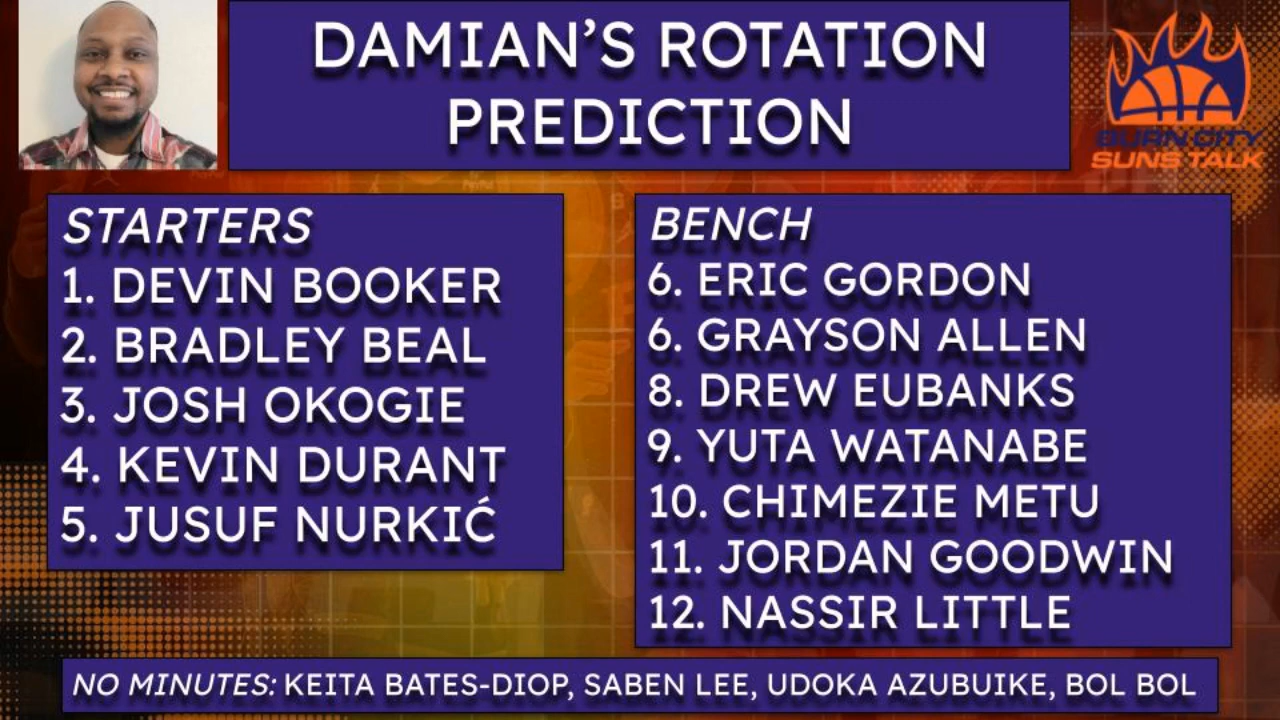 DAMIAN'S ROTATION
PREDICTION
BURN CITY
SUNS TALK
STARTERS
1. DEVIN BOOKER
2. BRADLEY BEAL
3. JOSH OKOGIE
4. KEVIN DURANT
5. JUSUF NURKIĆ
BENCH
6. ERIC GORDON
6. GRAYSON ALLEN
8. DREW EUBANKS
9. YUTA WATANABE
10. CHIMEZIE METU
11. JORDAN GOODWIN
12. NASSIR LITTLE
NO MINUTES: KEITA BATES-DIOP, SABEN LEE, UDOKA AZUBUIKE, BOL BOL